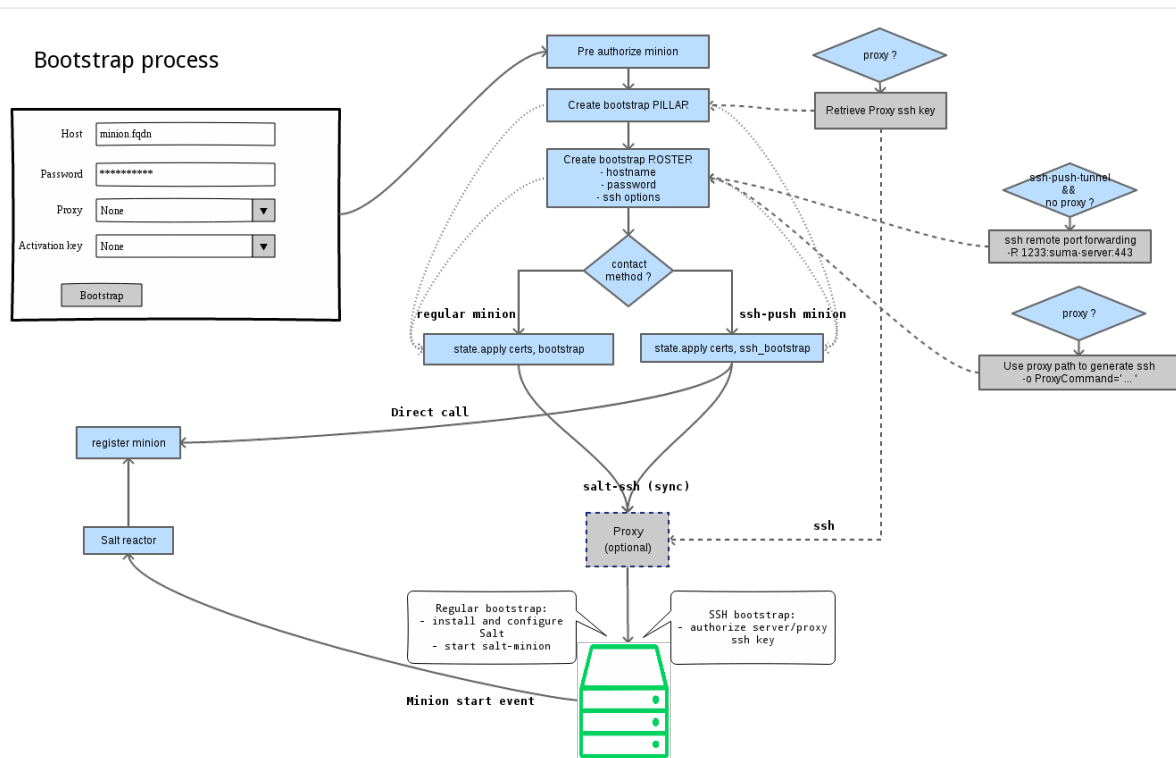 Bootstrap process
Host
minion.fqdn
Password
**********
Proxy
None
Activation key
None
Bootstrap
Pre authorize minion
Create bootstrap PILLAR
Create bootstrap ROSTER
- hostname
- password
- ssh options
contact
method ?
regular minion
ssh-push minion
state.apply certs, bootstrap
state.apply certs, ssh_bootstrap
proxy ?
Retrieve Proxy ssh key
ssh-push-tunnel
&&
no proxy ?
ssh remote port forwarding
-R 1233:suma-server:443
proxy ?
Use proxy path to generate ssh
-o ProxyCommand=' ... '
Direct call
register minion
salt-ssh (sync)
Salt reactor
Proxy
(optional)
ssh
Regular bootstrap:
- install and configure
Salt
- start salt-minion
SSH bootstrap:
- authorize server/proxy
ssh key
Minion start event